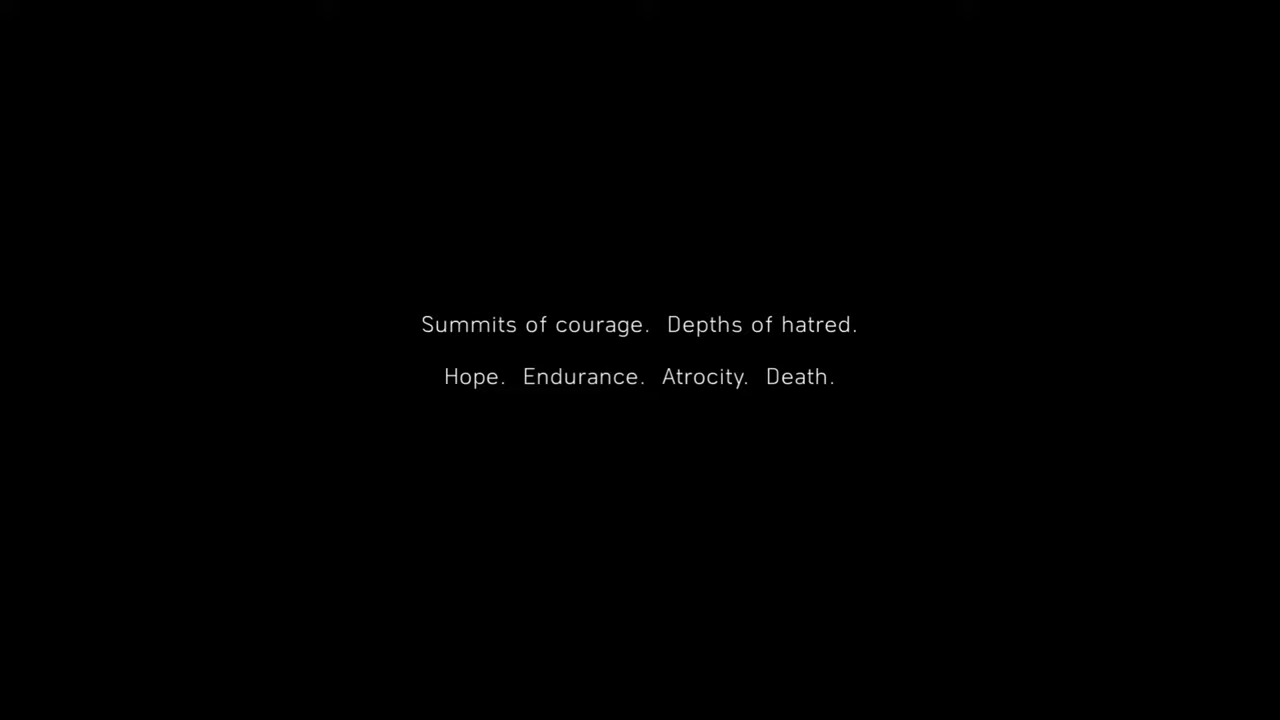 Summits of courage.  Depths of hatred.
Hope.  Endurance.  Atrocity.  Death.